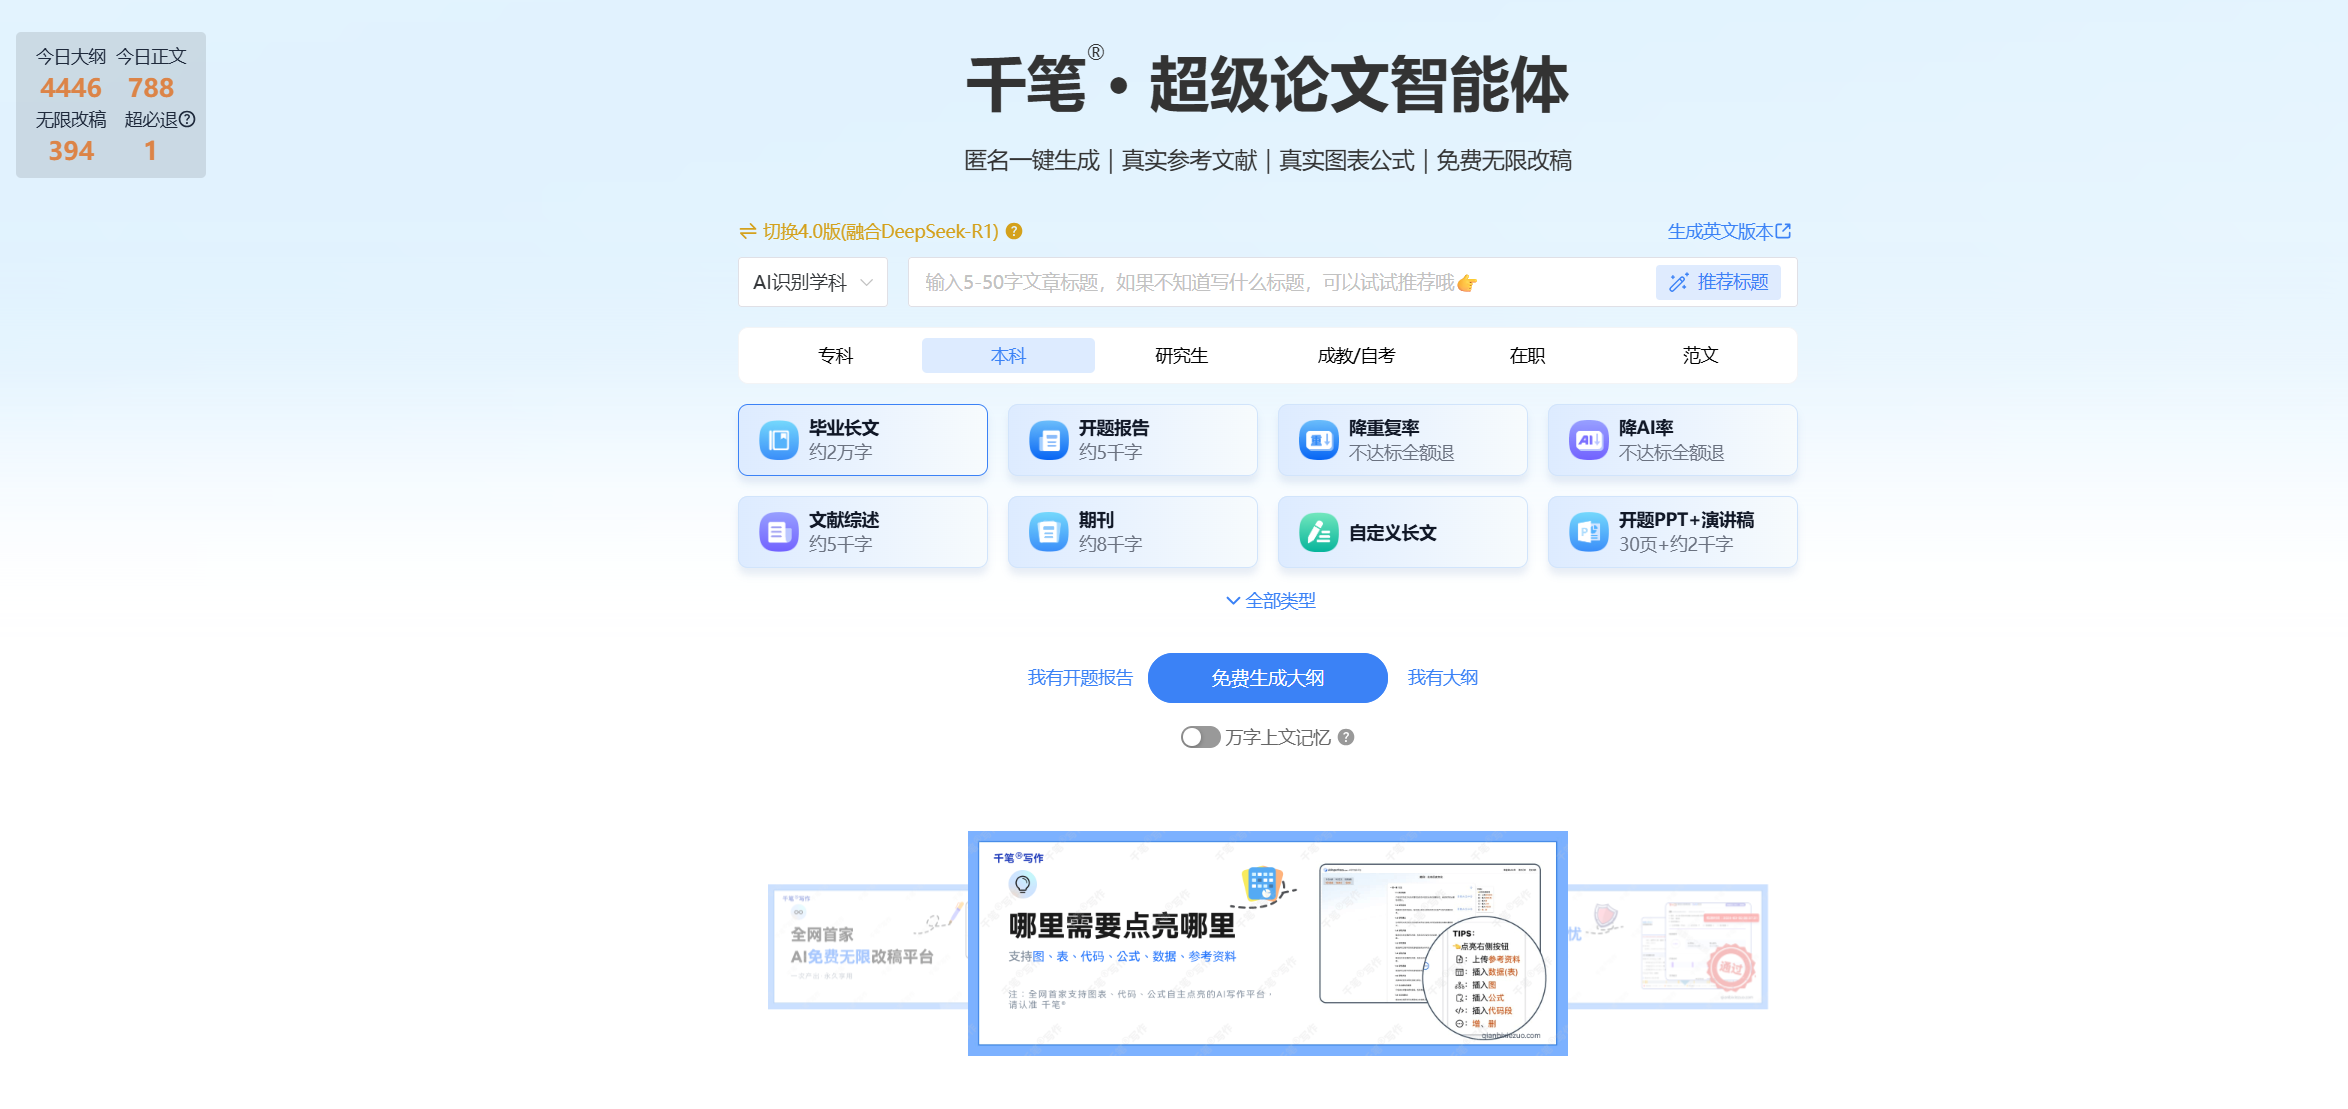 今日大纲 今日正文
4446 788
无限改稿 超必退
394 1
千笔®·超级论文智能体
匿名一键生成 | 真实参考文献 | 真实图表公式 | 免费无限改稿
切换4.0版(融合DeepSeek-R1)
生成英文版本
AI识别学科
输入5-50字文章标题，如果不知道写什么标题，可以试试推荐哦👉
推荐标题
专科 本科 研究生 成教/自考 在职 范文
毕业长文
约2万字
开题报告
约5千字
降重复率
不达标全额退
降AI率
不达标全额退
文献综述
约5千字
期刊
约8千字
自定义长文
开题PPT+演讲稿
30页+约2千字
全部类型
我有开题报告 免费生成大纲 我有大纲
万字上文记忆
千笔®写作
全网首家
AI免费无限改稿平台
千笔®写作
哪里需要点亮哪里
支持图、表、代码、公式、数据、参考资料
注：全网首家支持图表、代码、公式自主点亮的AI写作平台，
请认准 千笔®
TIPS:
点亮右侧按钮
：上传参考资料
：插入数据(表)
：插入图
：插入公式
：插入代码段
：增、删
qianbixiezuo.com
忧
通过